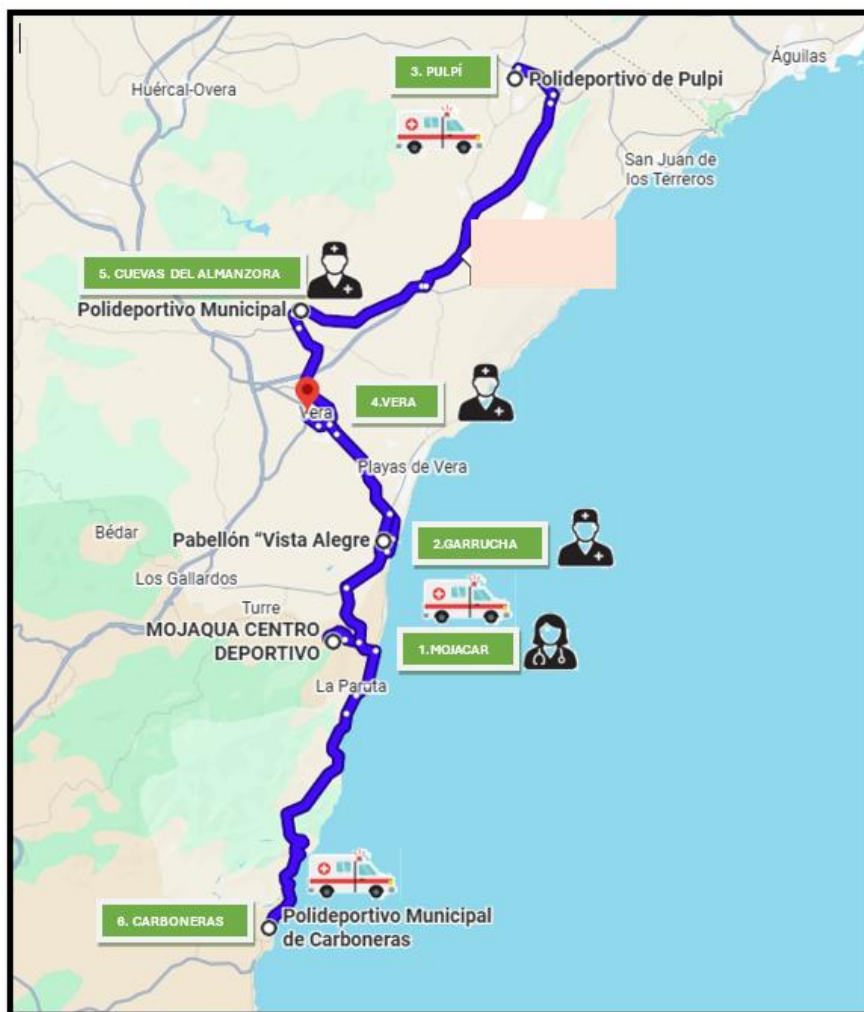 Águilas
3. PULPÍ
Polideportivo de Pulpi
Huércal-Overa
San Juan de
los Terreros
5. CUEVAS DEL ALMANZORA
Polideportivo Municipal
4.VERA
Vera
Playas de Vera
Bédar
Pabellón “Vista Alegre
2.GARRUCHA
Los Gallardos
Turre
MOJAQUA CENTRO
DEPORTIVO
1.MOJACAR
La Parata
6. CARBONERAS
Polideportivo Municipal
de Carboneras